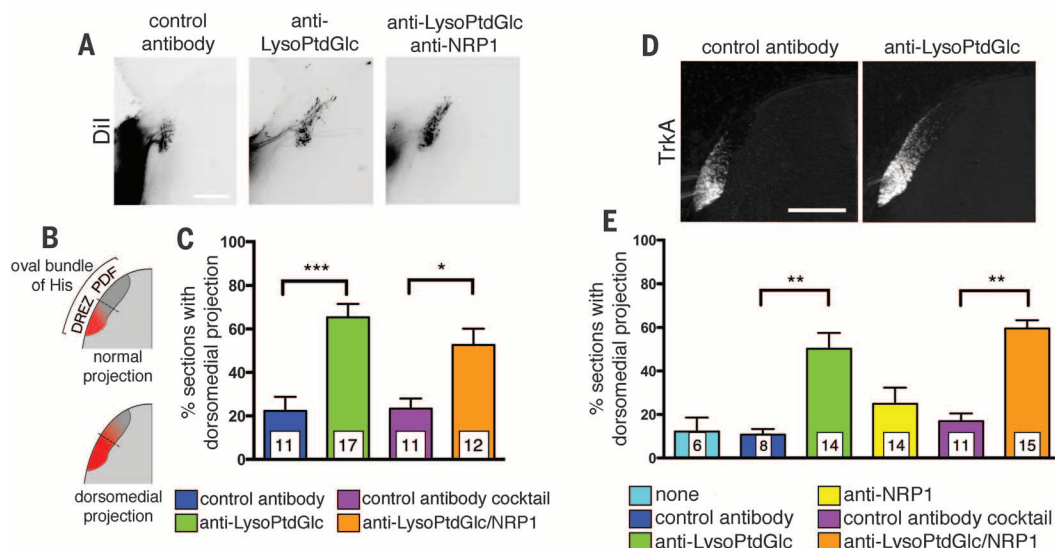 A
control
antibody
anti-
LysoPtdGlc
anti-LysoPtdGlc
anti-NRP1
DiI
B
oval bundle
of His
DREZ PDF
normal
projection
dorsomedial
projection
C
% sections with
dorsomedial projection
100
80
60
40
20
0
***
*
11
17
11
12
control antibody
control antibody cocktail
anti-LysoPtdGlc
anti-LysoPtdGlc/NRP1
D
control antibody
anti-LysoPtdGlc
TrkA
E
% sections with
dorsomedial projection
100
80
60
40
20
0
**
**
6
8
14
14
11
15
none
anti-NRP1
control antibody
control antibody cocktail
anti-LysoPtdGlc
anti-LysoPtdGlc/NRP1